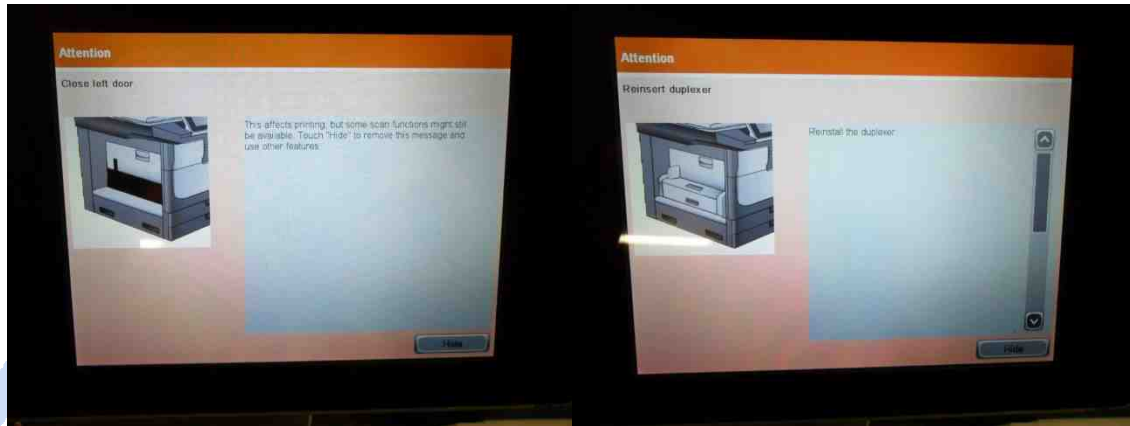 Attention
Close left door
This affects printing, but some scan functions might still
be available. Touch "Hide" to remove this message and
use other features.
Hide
Attention
Reinsert duplexer
Reinstall the duplexer.
Hide